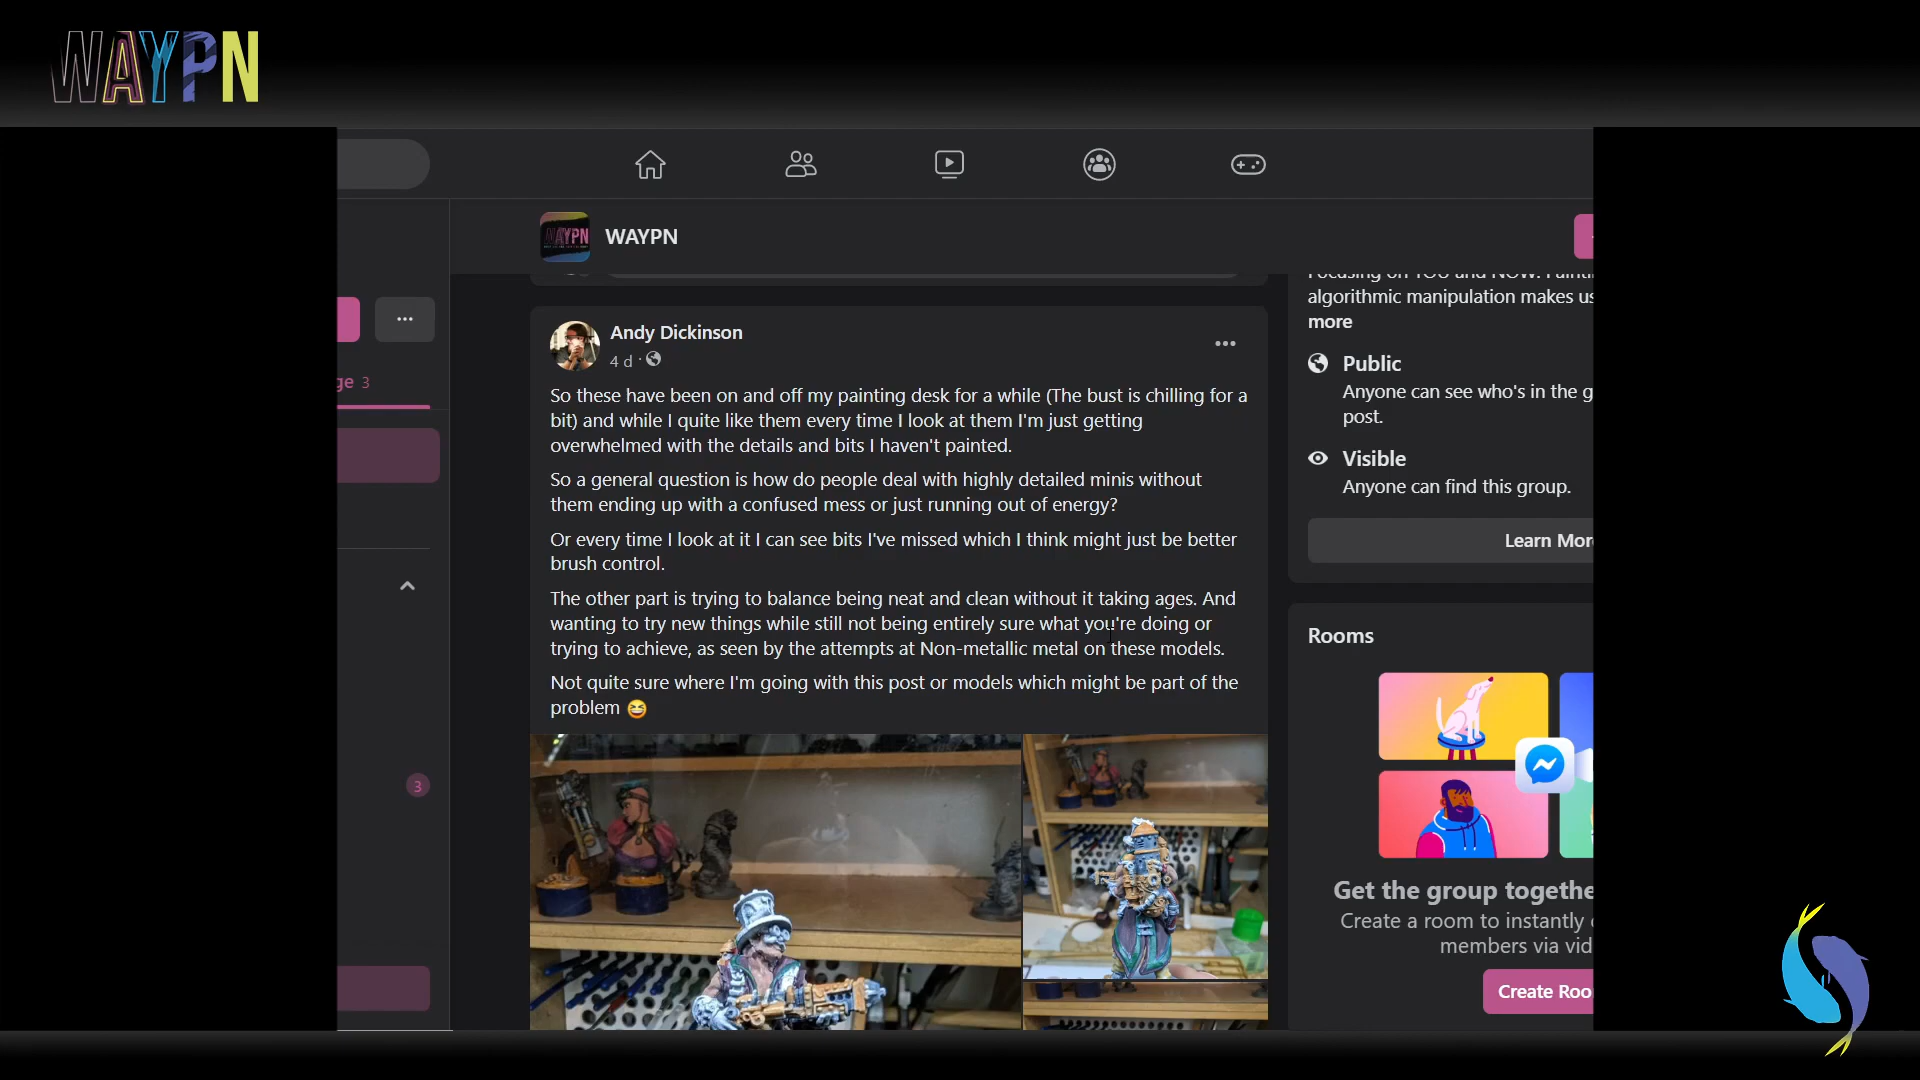 WAYPN
WAYPN
ge 3
Andy Dickinson
4 d ·
So these have been on and off my painting desk for a while (The bust is chilling for a
bit) and while I quite like them every time I look at them I'm just getting
overwhelmed with the details and bits I haven't painted.
So a general question is how do people deal with highly detailed minis without
them ending up with a confused mess or just running out of energy?
Or every time I look at it I can see bits I've missed which I think might just be better
brush control.
The other part is trying to balance being neat and clean without it taking ages. And
wanting to try new things while still not being entirely sure what you're doing or
trying to achieve, as seen by the attempts at Non-metallic metal on these models.
Not quite sure where I'm going with this post or models which might be part of the
problem 😆
3
algorithmic manipulation makes us
more
Public
Anyone can see who's in the g
post.
Visible
Anyone can find this group.
Learn Mor
Rooms
Get the group togethe
Create a room to instantly
members via vid
Create Roo